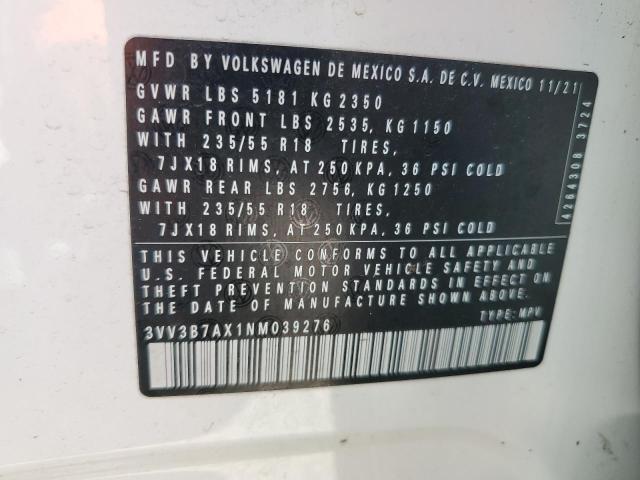 MFD BY VOLKSWAGEN DE MEXICO S.A. DE C.V. MEXICO 11/21
GVWR LBS 5181 KG 2350
GAWR FRONT LBS 2535, KG 1150
WITH 235/55 R18 TIRES,
7JX18 RIMS, AT 250 KPA, 36 PSI COLD
GAWR REAR LBS 2756, KG 1250
WITH 235/55 R18 TIRES,
7JX18 RIMS, AT 250 KPA, 36 PSI COLD
THIS VEHICLE CONFORMS TO ALL APPLICABLE
U.S. FEDERAL MOTOR VEHICLE SAFETY AND
THEFT PREVENTION STANDARDS IN EFFECT ON
THE DATE OF MANUFACTURE SHOWN ABOVE.
3VV3B7AX1NM039276 TYPE: MPV
4264308 3724